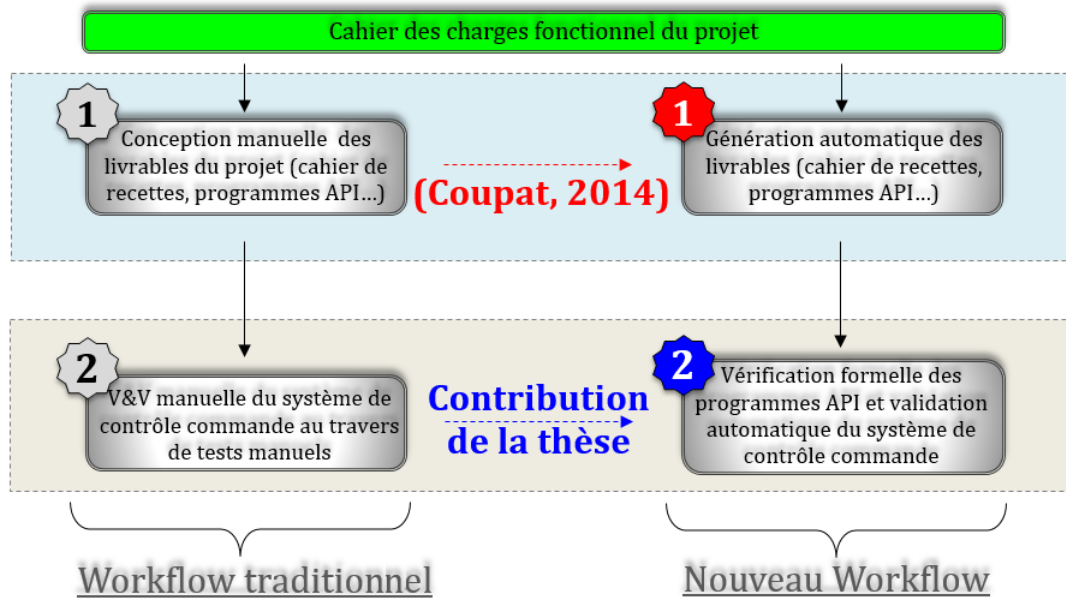 Cahier des charges fonctionnel du projet
1
Conception manuelle des
livrables du projet (cahier de
recettes, programmes API…)
(Coupat, 2014)
1
Génération automatique des
livrables (cahier de recettes,
programmes API…)
2
V&V manuelle du système de
contrôle commande au travers
de tests manuels
Contribution
de la thèse
2
Vérification formelle des
programmes API et validation
automatique du système de
contrôle commande
Workflow traditionnel
Nouveau Workflow